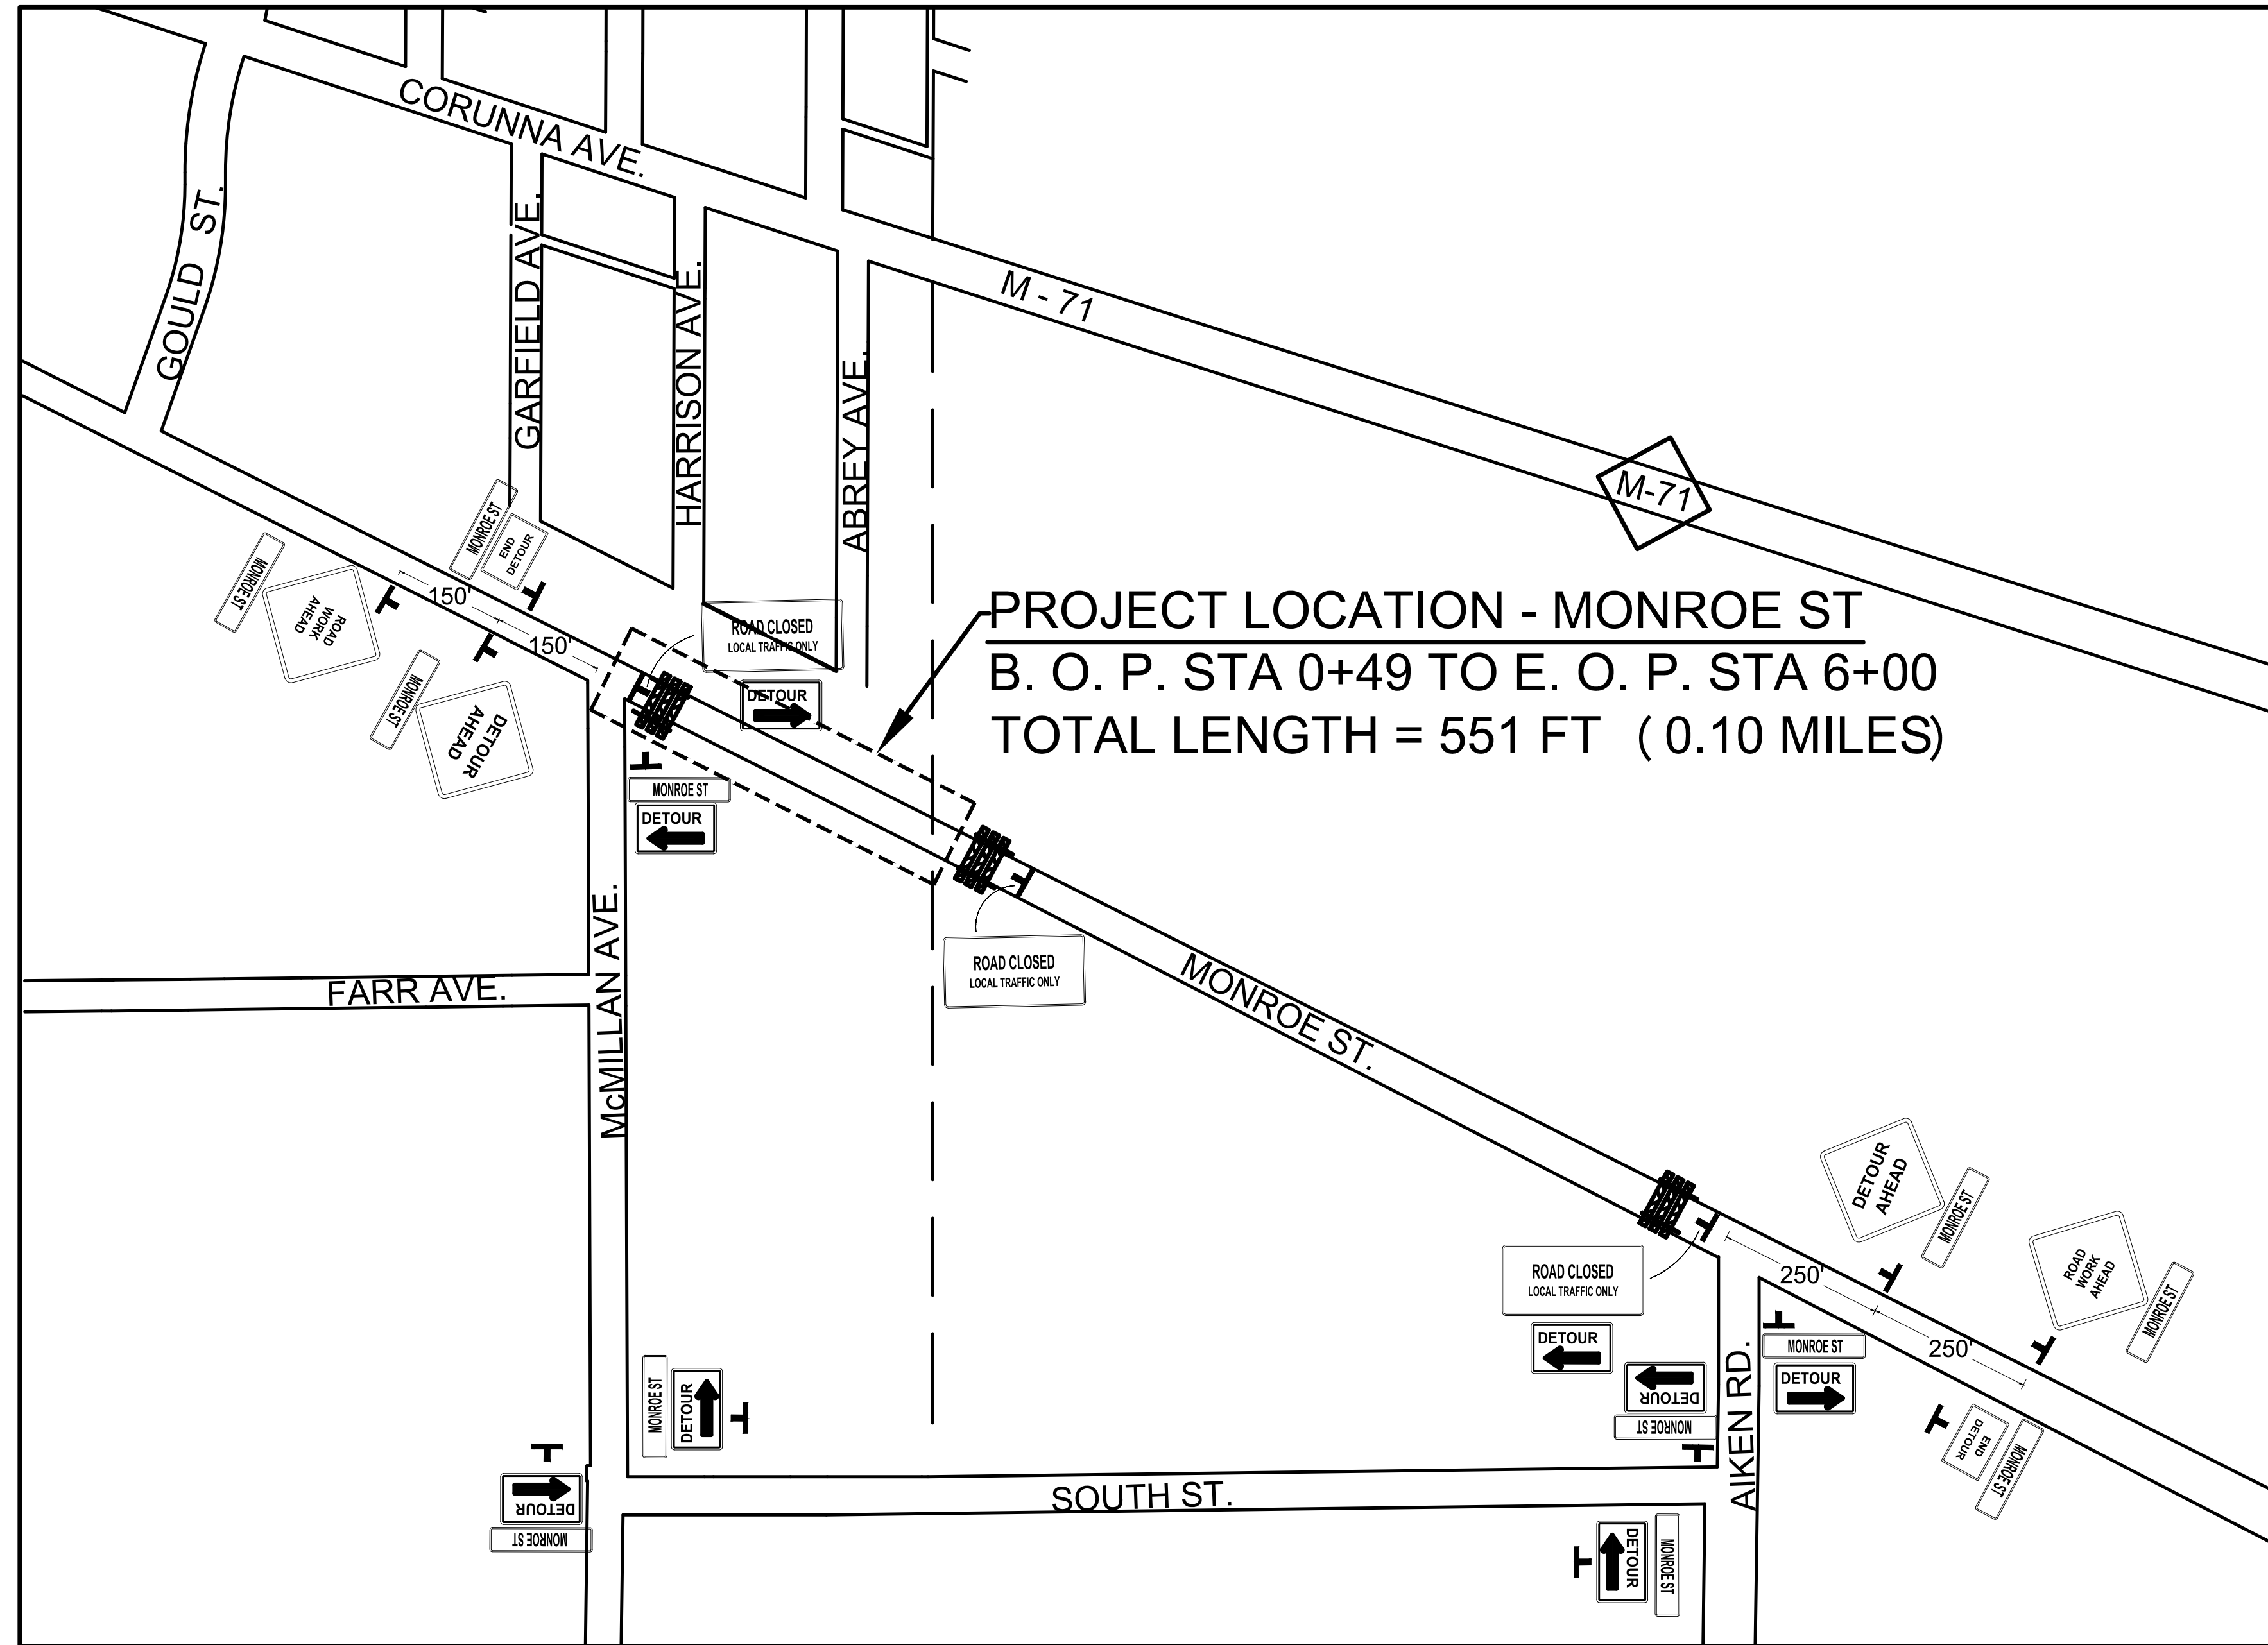 CORUNNA AVE.
GOULD ST.
GARFIELD AVE.
HARRISON AVE.
ABREY AVE.
M - 71
M-71
MONROE ST
END
DETOUR
MONROE ST
ROAD
WORK
AHEAD
150'
150'
MONROE ST
DETOUR
AHEAD
ROAD CLOSED
LOCAL TRAFFIC ONLY
DETOUR
PROJECT LOCATION - MONROE ST
B. O. P. STA 0+49 TO E. O. P. STA 6+00
TOTAL LENGTH = 551 FT ( 0.10 MILES)
MONROE ST
DETOUR
McMILLAN AVE.
FARR AVE.
ROAD CLOSED
LOCAL TRAFFIC ONLY
MONROE ST.
DETOUR
AHEAD
MONROE ST
ROAD
WORK
AHEAD
MONROE ST
250'
250'
ROAD CLOSED
LOCAL TRAFFIC ONLY
DETOUR
DETOUR
MONROE ST
AIKEN RD.
MONROE ST
DETOUR
END
DETOUR
MONROE ST
MONROE ST
DETOUR
DETOUR
MONROE ST
SOUTH ST.
DETOUR
MONROE ST